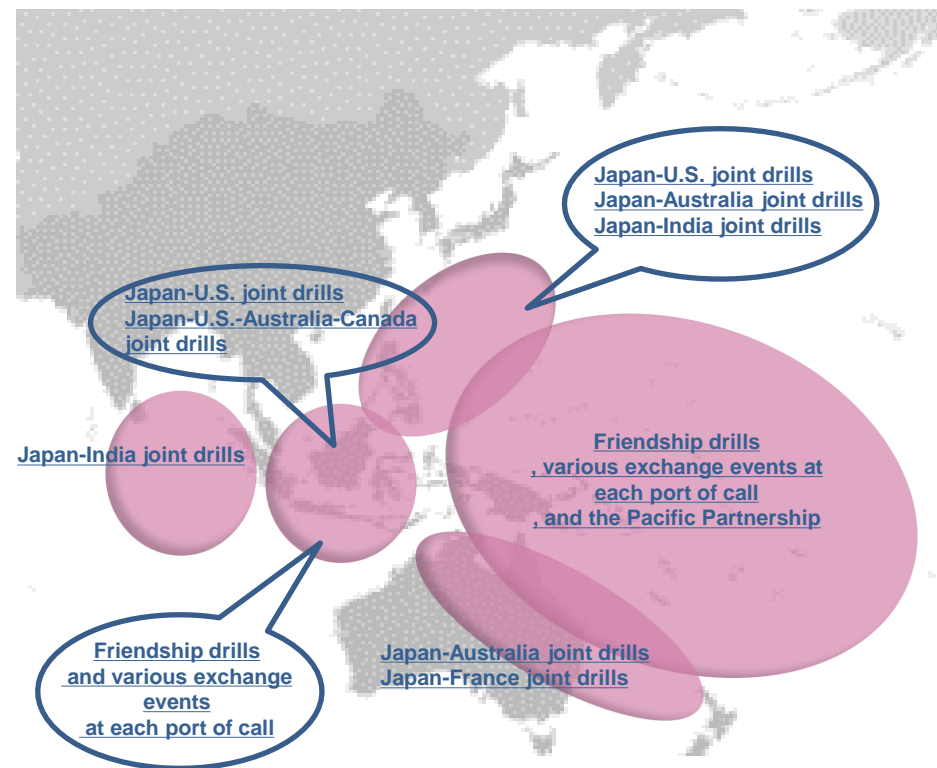 Japan-U.S. joint drills
Japan-Australia joint drills
Japan-India joint drills
Japan-U.S. joint drills
Japan-U.S.-Australia-Canada
joint drills
Japan-India joint drills
Friendship drills
, various exchange events at
each port of call
, and the Pacific Partnership
Friendship drills
and various exchange
events
at each port of call
Japan-Australia joint drills
Japan-France joint drills